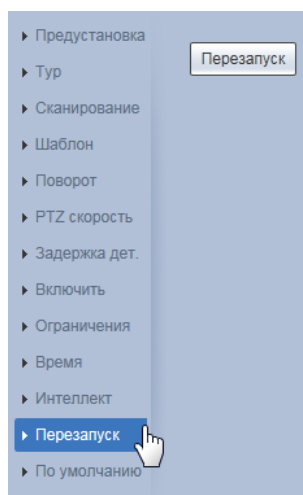 Предустановка
Перезапуск
Тур
Сканирование
Шаблон
Поворот
PTZ скорость
Задержка дет.
Включить
Ограничения
Время
Интеллект
Перезапуск
По умолчанию